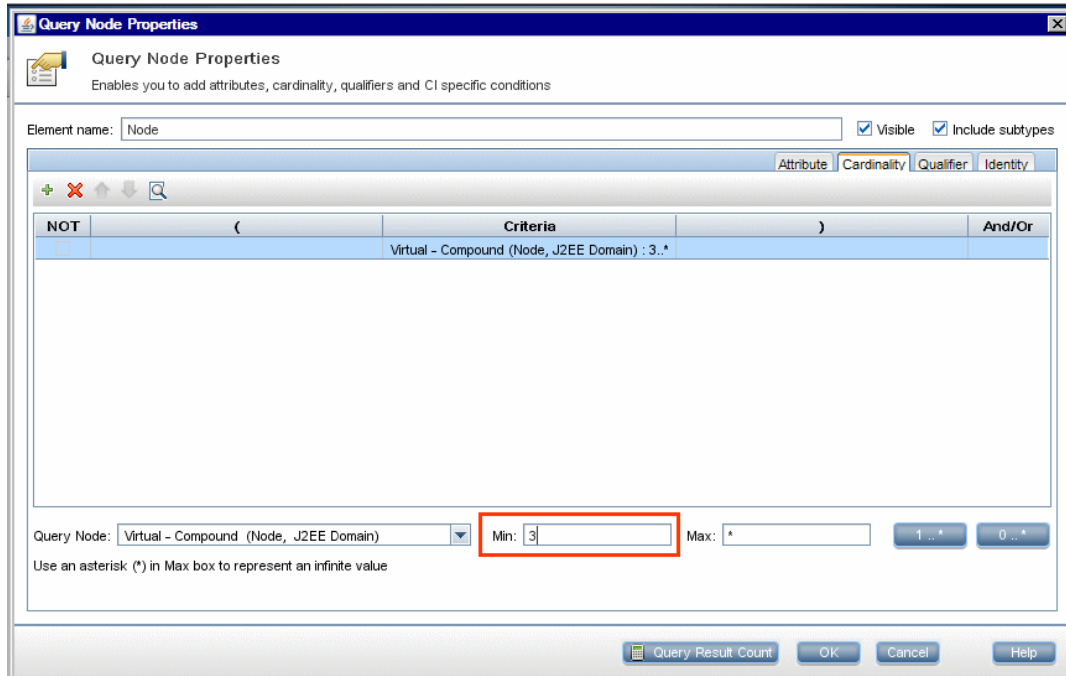 Query Node Properties
Query Node Properties
Enables you to add attributes, cardinality, qualifiers and CI specific conditions
Element name: Node Visible Include subtypes
Attribute Cardinality Qualifier Identity
NOT ( Criteria ) And/Or
Virtual - Compound (Node, J2EE Domain) : 3..*
Query Node: Virtual - Compound (Node, J2EE Domain) Min: 3 Max: * 1 ..* 0 ..*
Use an asterisk (*) in Max box to represent an infinite value
Query Result Count OK Cancel Help